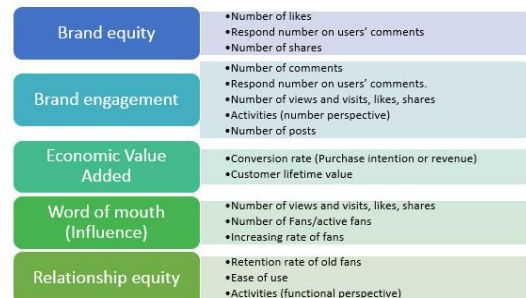 Brand equity
•Number of likes
•Respond number on users' comments
•Number of shares
Brand engagement
•Number of comments
•Respond number on users' comments.
•Number of views and visits, likes, shares
•Activities (number perspective)
•Number of posts
Economic Value
Added
•Conversion rate (Purchase intention or revenue)
•Customer lifetime value
Word of mouth
(Influence)
•Number of views and visits, likes, shares
•Number of Fans/active fans
•Increasing rate of fans
Relationship equity
•Retention rate of old fans
•Ease of use
•Activities (functional perspective)